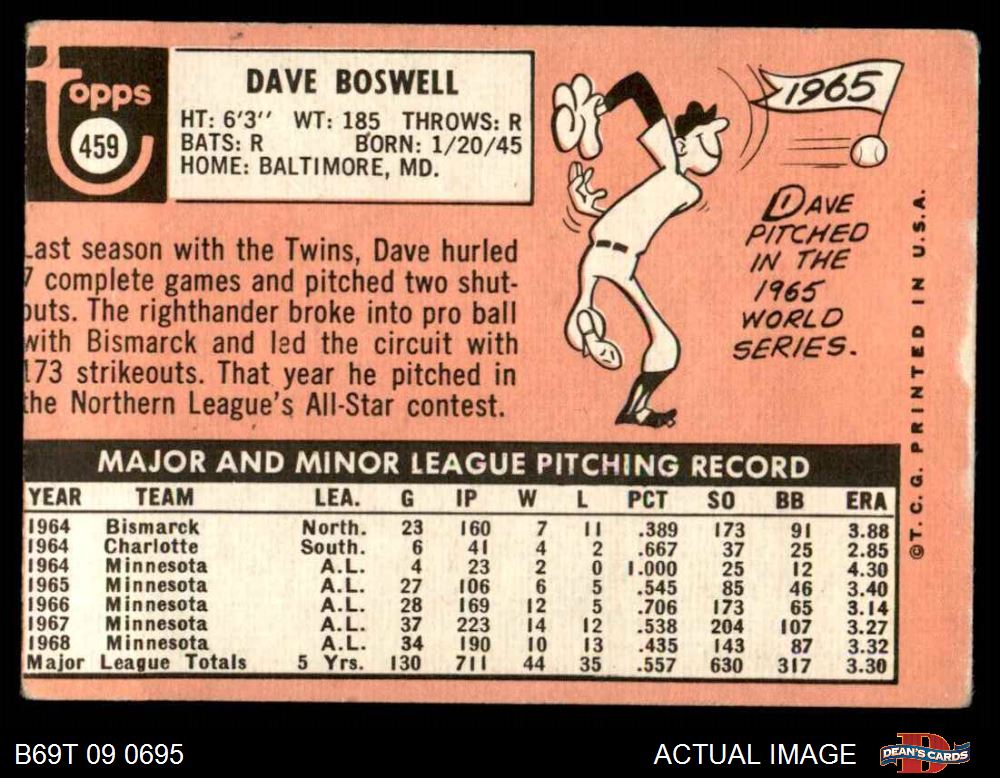 topps
459
DAVE BOSWELL
HT: 6'3" WT: 185 THROWS: R
BATS: R BORN: 1/20/45
HOME: BALTIMORE, MD.
1965
DAVE
PITCHED
IN THE
1965
WORLD
SERIES.
Last season with the Twins, Dave hurled
7 complete games and pitched two shut-
outs. The righthander broke into pro ball
with Bismarck and led the circuit with
173 strikeouts. That year he pitched in
the Northern League's All-Star contest.
©T.C.G. PRINTED IN U.S.A.
MAJOR AND MINOR LEAGUE PITCHING RECORD
YEAR TEAM LEA. G IP W L PCT SO BB ERA
1964 Bismarck North. 23 160 7 11 .389 173 91 3.88
1964 Charlotte South. 6 41 4 2 .667 37 25 2.85
1964 Minnesota A.L. 4 23 2 0 1.000 25 12 4.30
1965 Minnesota A.L. 27 106 6 5 .545 85 46 3.40
1966 Minnesota A.L. 28 169 12 5 .706 173 65 3.14
1967 Minnesota A.L. 37 223 14 12 .538 204 107 3.27
1968 Minnesota A.L. 34 190 10 13 .435 143 87 3.32
Major League Totals 5 Yrs. 130 711 44 35 .557 630 317 3.30
B69T 09 0695
ACTUAL IMAGE
DEAN'S CARDS